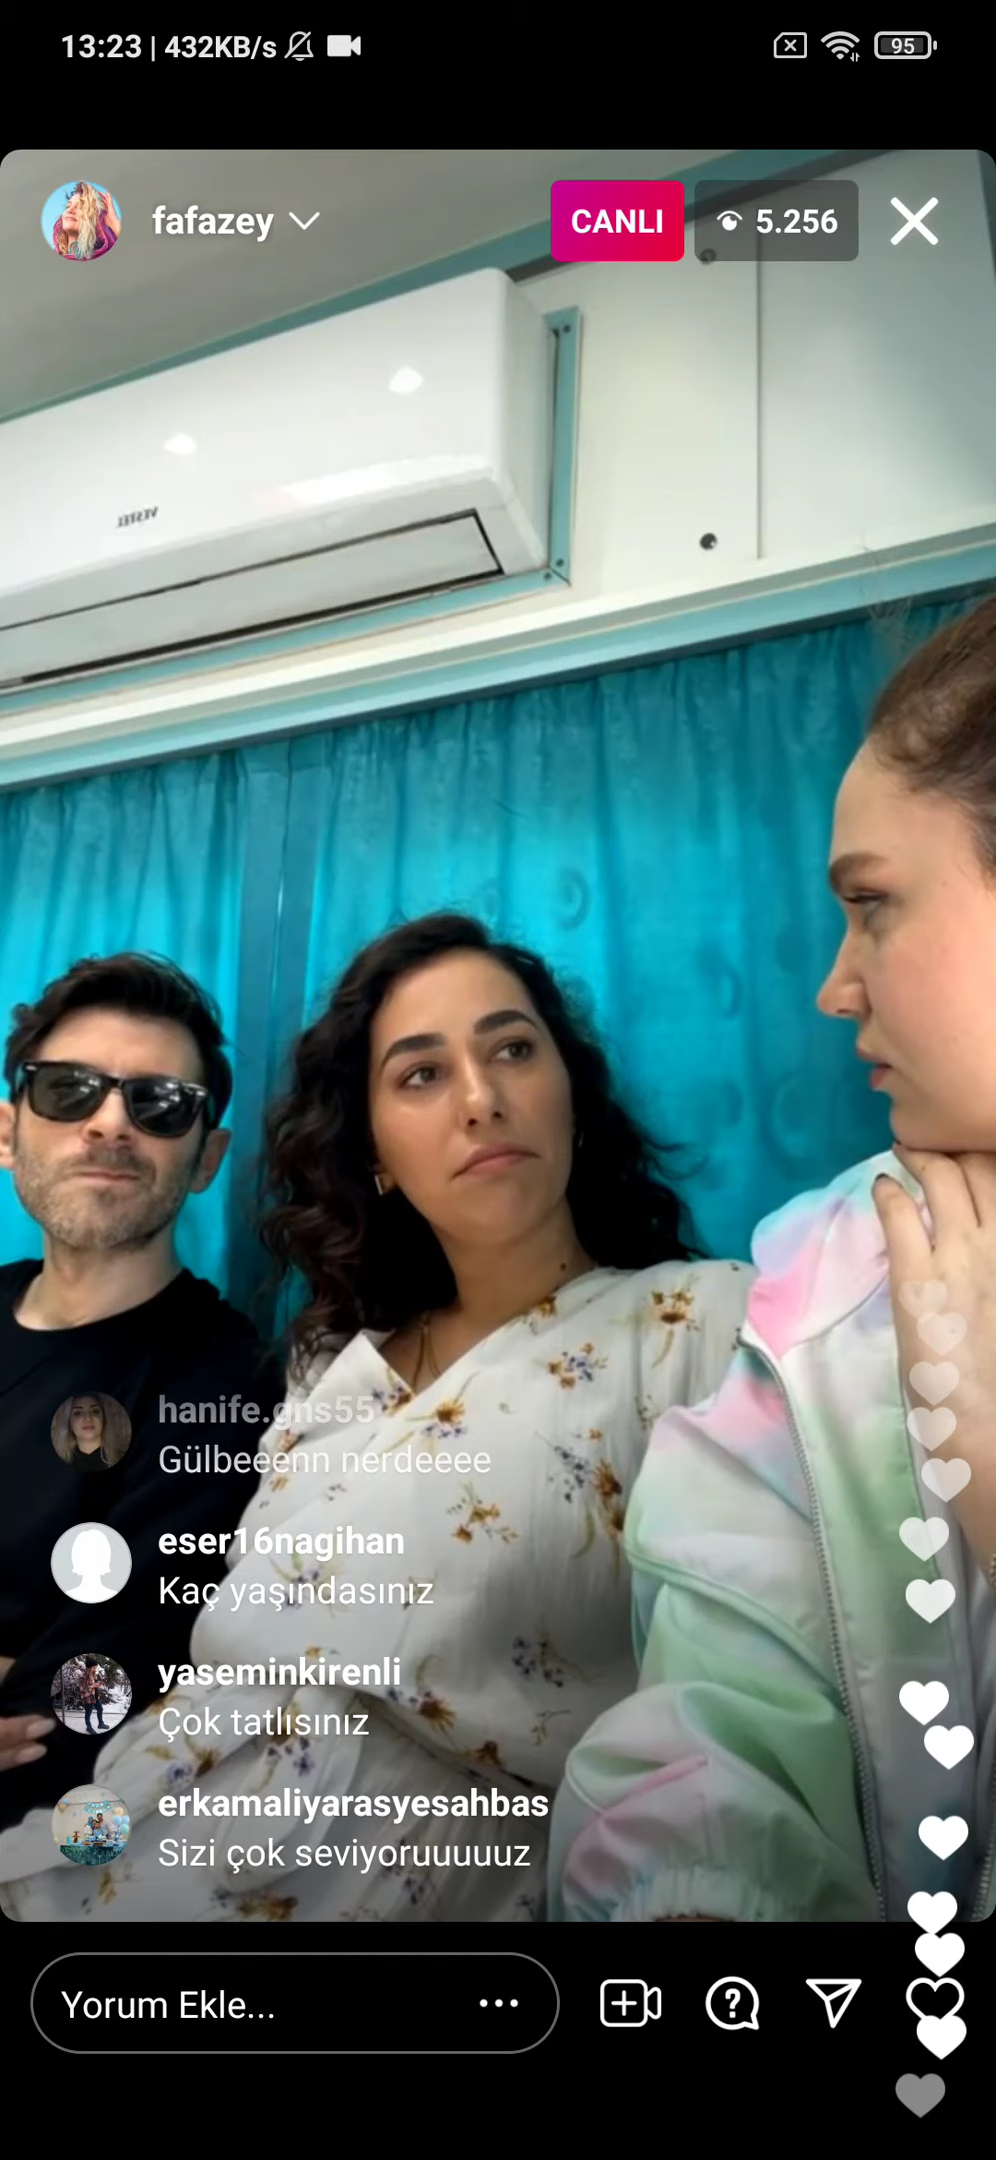 13:23 | 432KB/s
95
fafazey
CANLI
5.256
VESTEL
hanife.gns55
Gülbeeenn nerdeeee
eser16nagihan
Kaç yaşındasınız
yaseminkirenli
Çok tatlısınız
erkamaliyarasyesahbas
Sizi çok seviyoruuuuuz
Yorum Ekle...